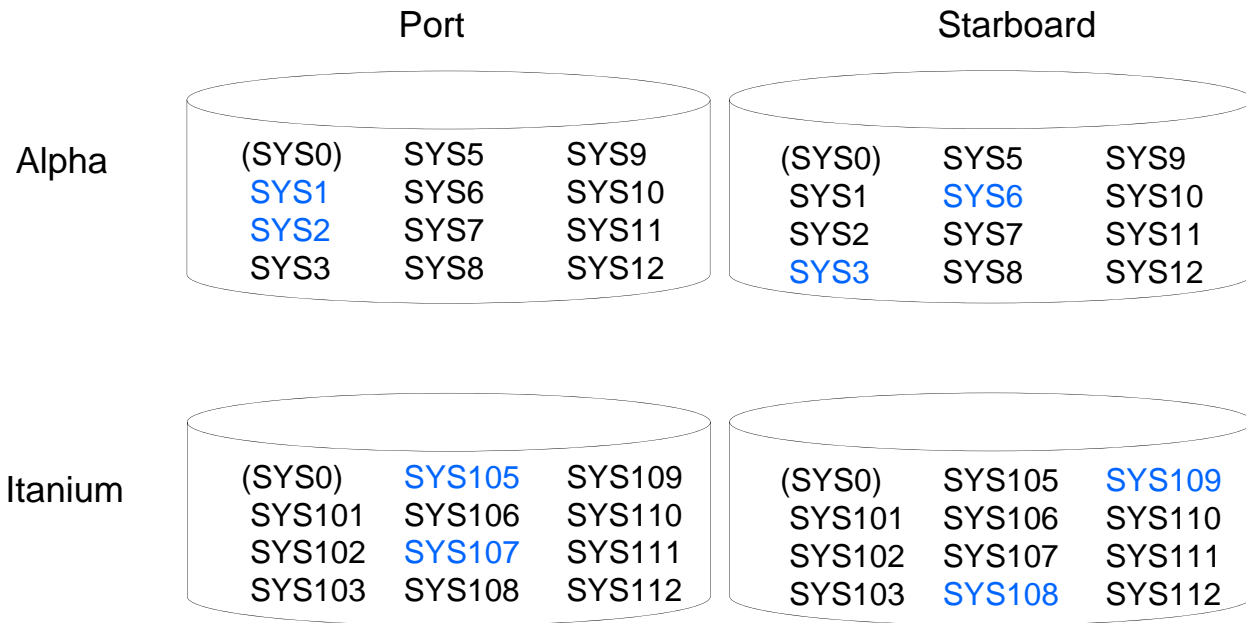 Port Starboard
Alpha
(SYS0) SYS5 SYS9
SYS1 SYS6 SYS10
SYS2 SYS7 SYS11
SYS3 SYS8 SYS12
(SYS0) SYS5 SYS9
SYS1 SYS6 SYS10
SYS2 SYS7 SYS11
SYS3 SYS8 SYS12
Itanium
(SYS0) SYS105 SYS109
SYS101 SYS106 SYS110
SYS102 SYS107 SYS111
SYS103 SYS108 SYS112
(SYS0) SYS105 SYS109
SYS101 SYS106 SYS110
SYS102 SYS107 SYS111
SYS103 SYS108 SYS112